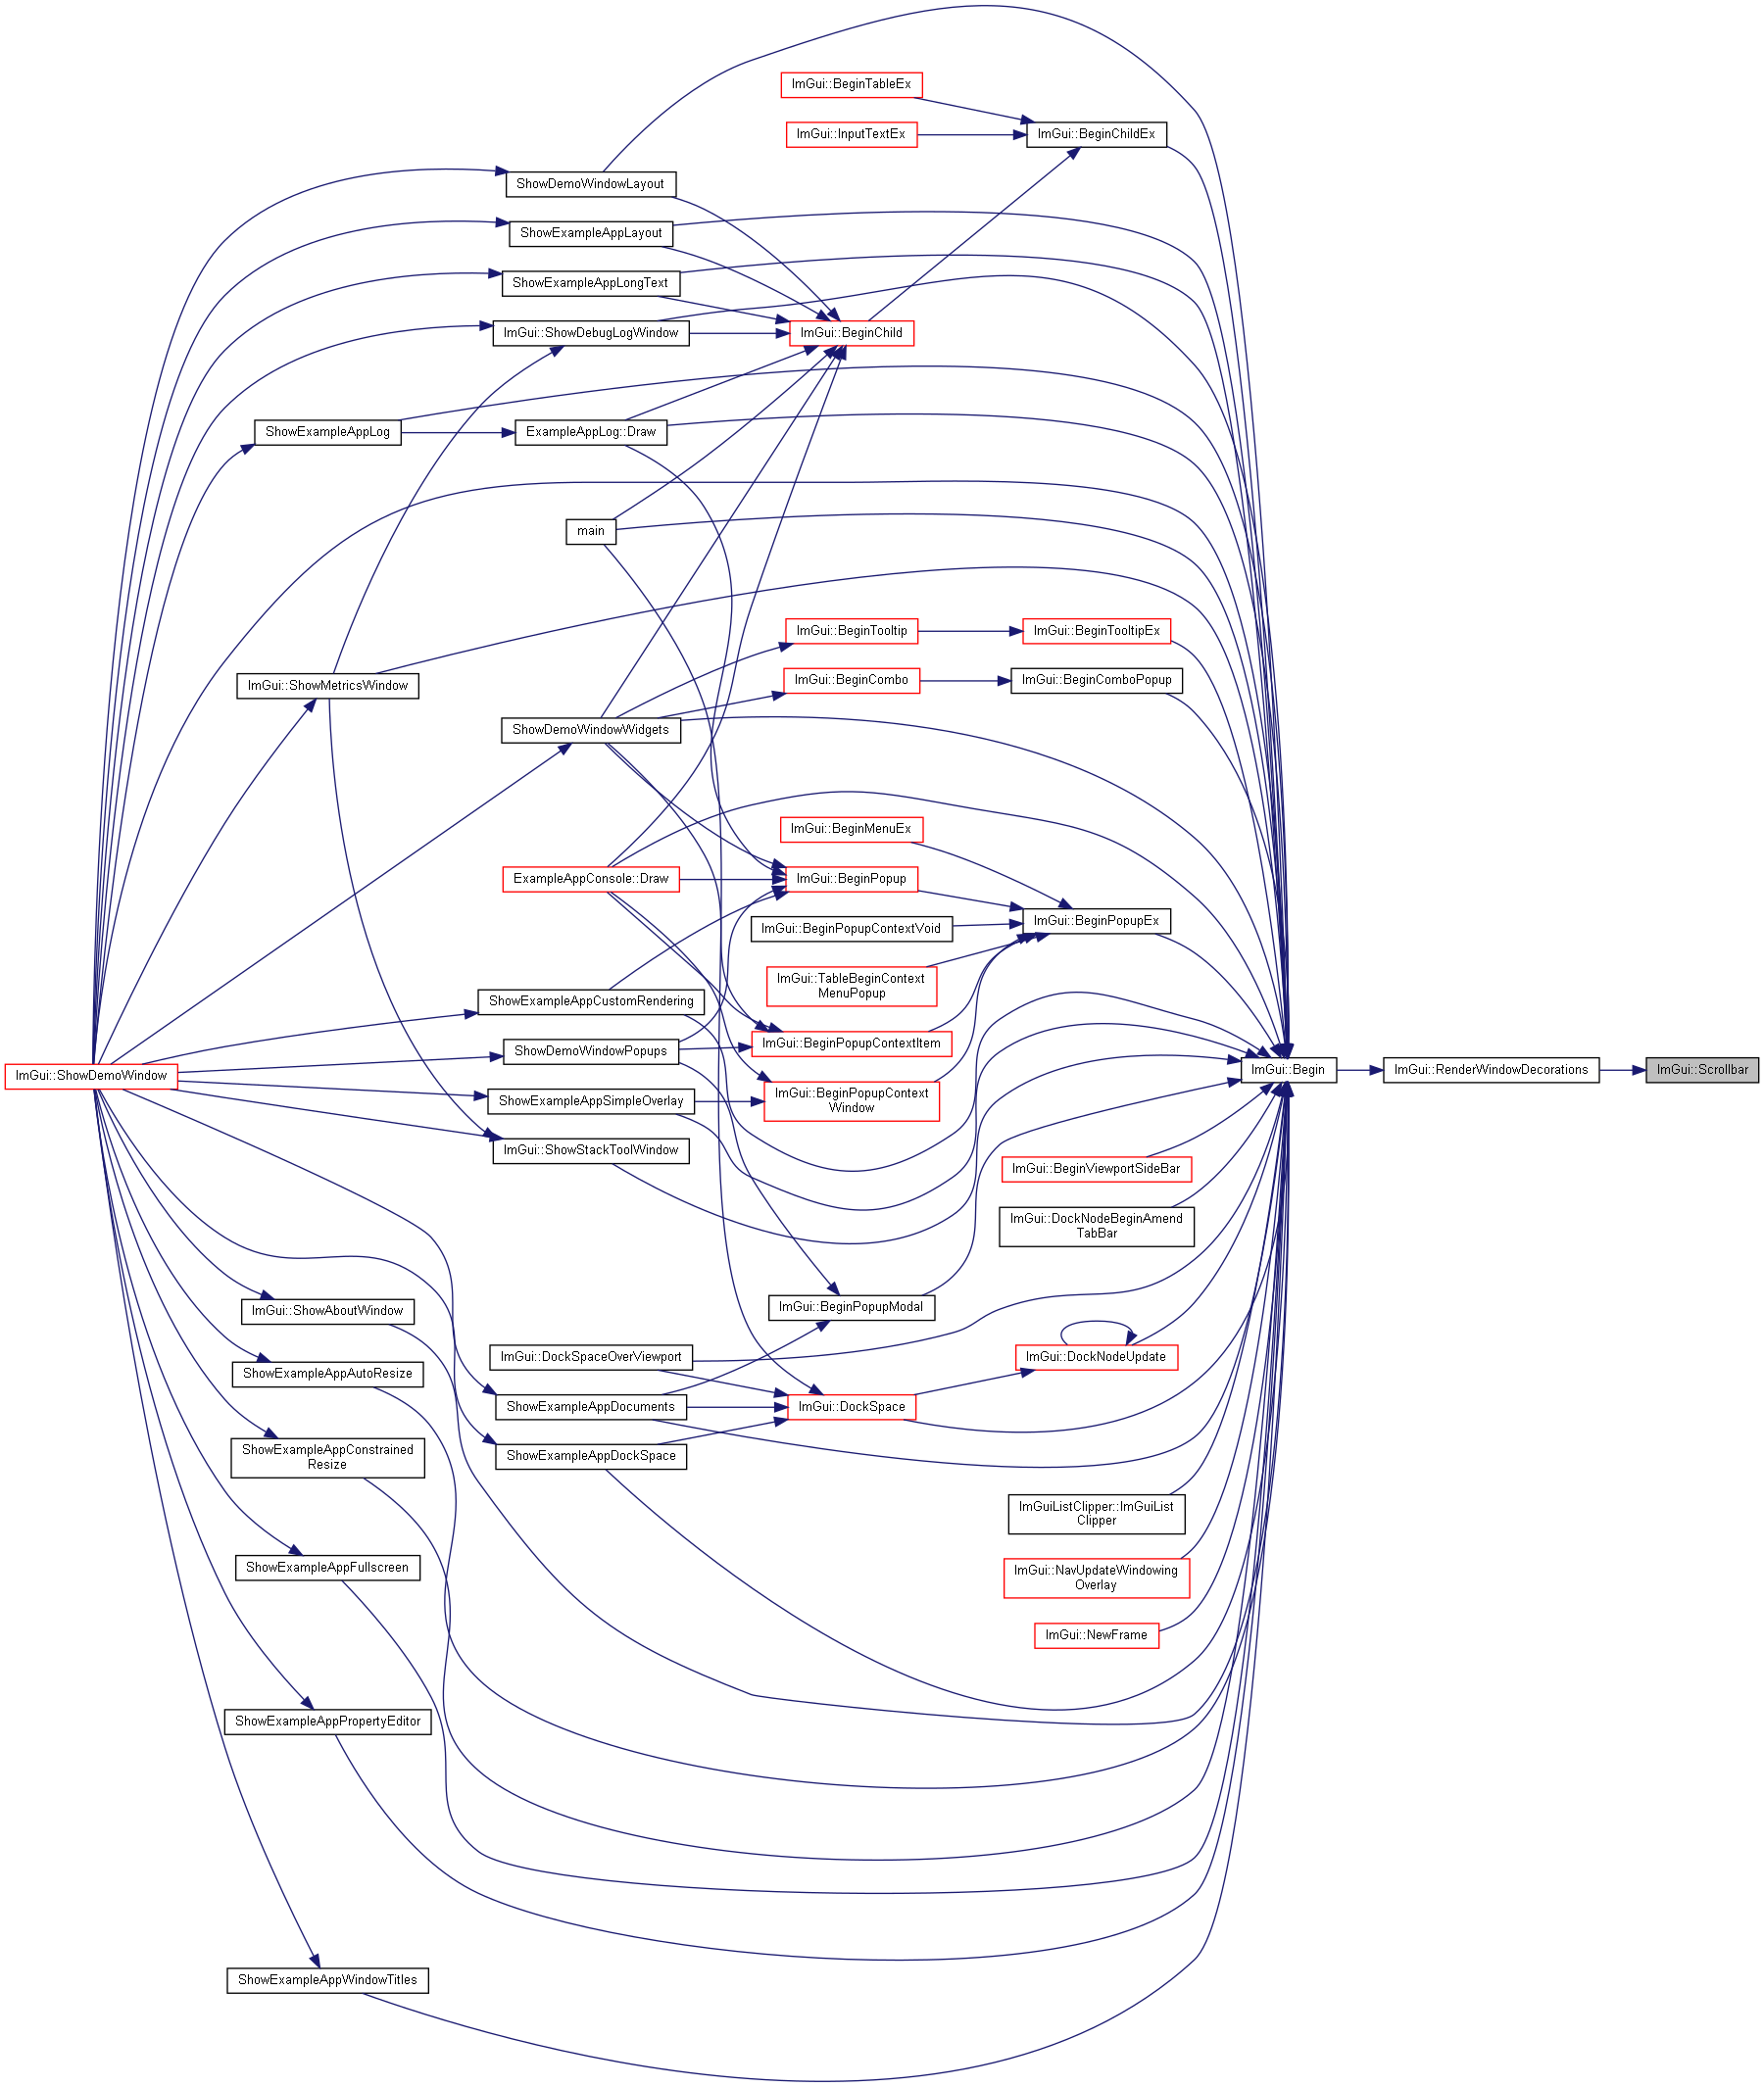 ImGui::BeginTableEx
ImGui::InputTextEx
ImGui::BeginChildEx
ShowDemoWindowLayout
ShowExampleAppLayout
ShowExampleAppLongText
ImGui::ShowDebugLogWindow
ImGui::BeginChild
ShowExampleAppLog
ExampleAppLog::Draw
main
ImGui::BeginTooltip
ImGui::BeginTooltipEx
ImGui::ShowMetricsWindow
ImGui::BeginCombo
ImGui::BeginComboPopup
ShowDemoWindowWidgets
ImGui::BeginMenuEx
ExampleAppConsole::Draw
ImGui::BeginPopup
ImGui::BeginPopupContextVoid
ImGui::BeginPopupEx
ImGui::TableBeginContext
MenuPopup
ShowExampleAppCustomRendering
ImGui::BeginPopupContextItem
ShowDemoWindowPopups
ImGui::ShowDemoWindow
ImGui::Begin
ImGui::RenderWindowDecorations
ImGui::Scrollbar
ShowExampleAppSimpleOverlay
ImGui::BeginPopupContext
Window
ImGui::ShowStackToolWindow
ImGui::BeginViewportSideBar
ImGui::DockNodeBeginAmend
TabBar
ImGui::ShowAboutWindow
ImGui::BeginPopupModal
ImGui::DockSpaceOverViewport
ImGui::DockNodeUpdate
ShowExampleAppAutoResize
ShowExampleAppDocuments
ImGui::DockSpace
ShowExampleAppConstrained
Resize
ShowExampleAppDockSpace
ImGuiListClipper::ImGuiList
Clipper
ShowExampleAppFullscreen
ImGui::NavUpdateWindowing
Overlay
ImGui::NewFrame
ShowExampleAppPropertyEditor
ShowExampleAppWindowTitles